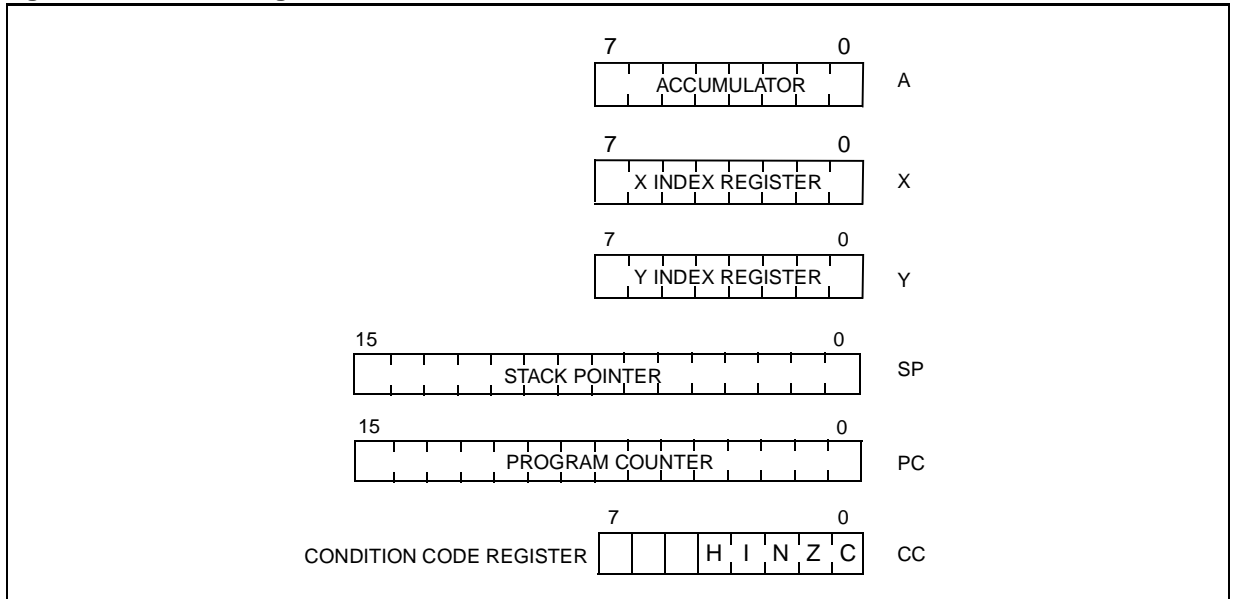 7 0
ACCUMULATOR A
7 0
X INDEX REGISTER X
7 0
Y INDEX REGISTER Y
15 0
STACK POINTER SP
15 0
PROGRAM COUNTER PC
7 0
CONDITION CODE REGISTER H I N Z C CC